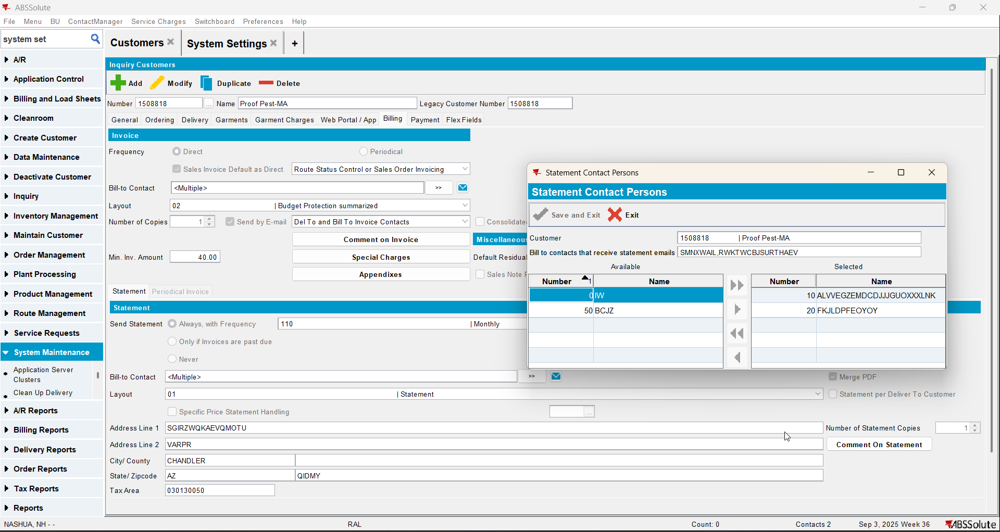 ABSSolute
File Menu BU ContactManager Service Charges Switchboard Preferences Help
system set
Customers
System Settings
+
A/R
Application Control
Billing and Load Sheets
Cleanroom
Create Customer
Data Maintenance
Deactivate Customer
Inquiry
Inventory Management
Maintain Customer
Order Management
Plant Processing
Product Management
Route Management
Service Requests
System Maintenance
Application Server
Clusters
Clean Up Delivery
A/R Reports
Billing Reports
Delivery Reports
Order Reports
Tax Reports
Reports
Inquiry Customers
Add Modify Duplicate Delete
Number 1508818 ... Name Proof Pest-MA Legacy Customer Number 1508818
General Ordering Delivery Garments Garment Charges Web Portal / App Billing Payment Flex Fields
Invoice
Frequency Direct Periodical
Sales Invoice Default as Direct Route Status Control or Sales Order Invoicing
Bill-to Contact <Multiple> >>
Layout 02 | Budget Protection summarized
Number of Copies 1 Send by E-mail Del To and Bill To Invoice Contacts Consolidate
Comment on Invoice Miscellaneous
Min. Inv. Amount 40.00 Special Charges Default Residual
Appendixes Sales Note
Statement Periodical Invoice
Statement
Send Statement Always, with Frequency 110 | Monthly
Only if Invoices are past due
Never
Bill-to Contact <Multiple> >> Merge PDF
Layout 01 | Statement Statement per Deliver To Customer
Specific Price Statement Handling ...
Address Line 1 SGIRZWQKAEVQMOTU Number of Statement Copies 1
Address Line 2 VARPR Comment On Statement
City/ County CHANDLER
State/ Zipcode AZ QIDMY
Tax Area 030130050
Statement Contact Persons
Statement Contact Persons
Save and Exit Exit
Customer 1508818 | Proof Pest-MA
Bill to contacts that receive statement emails SMNXWAIL,RWKTWCBJSURTHAEV
Available Selected
Number 1 Name Number Name
0 IW 10 ALVVEGZEMDCDJJJGUOXXXLNK
50 BCJZ 20 FKJLDPFEOYOY
NASHUA, NH - - RAL Count: 0 Contacts 2 Sep 3, 2025 Week 36 ABSSolute